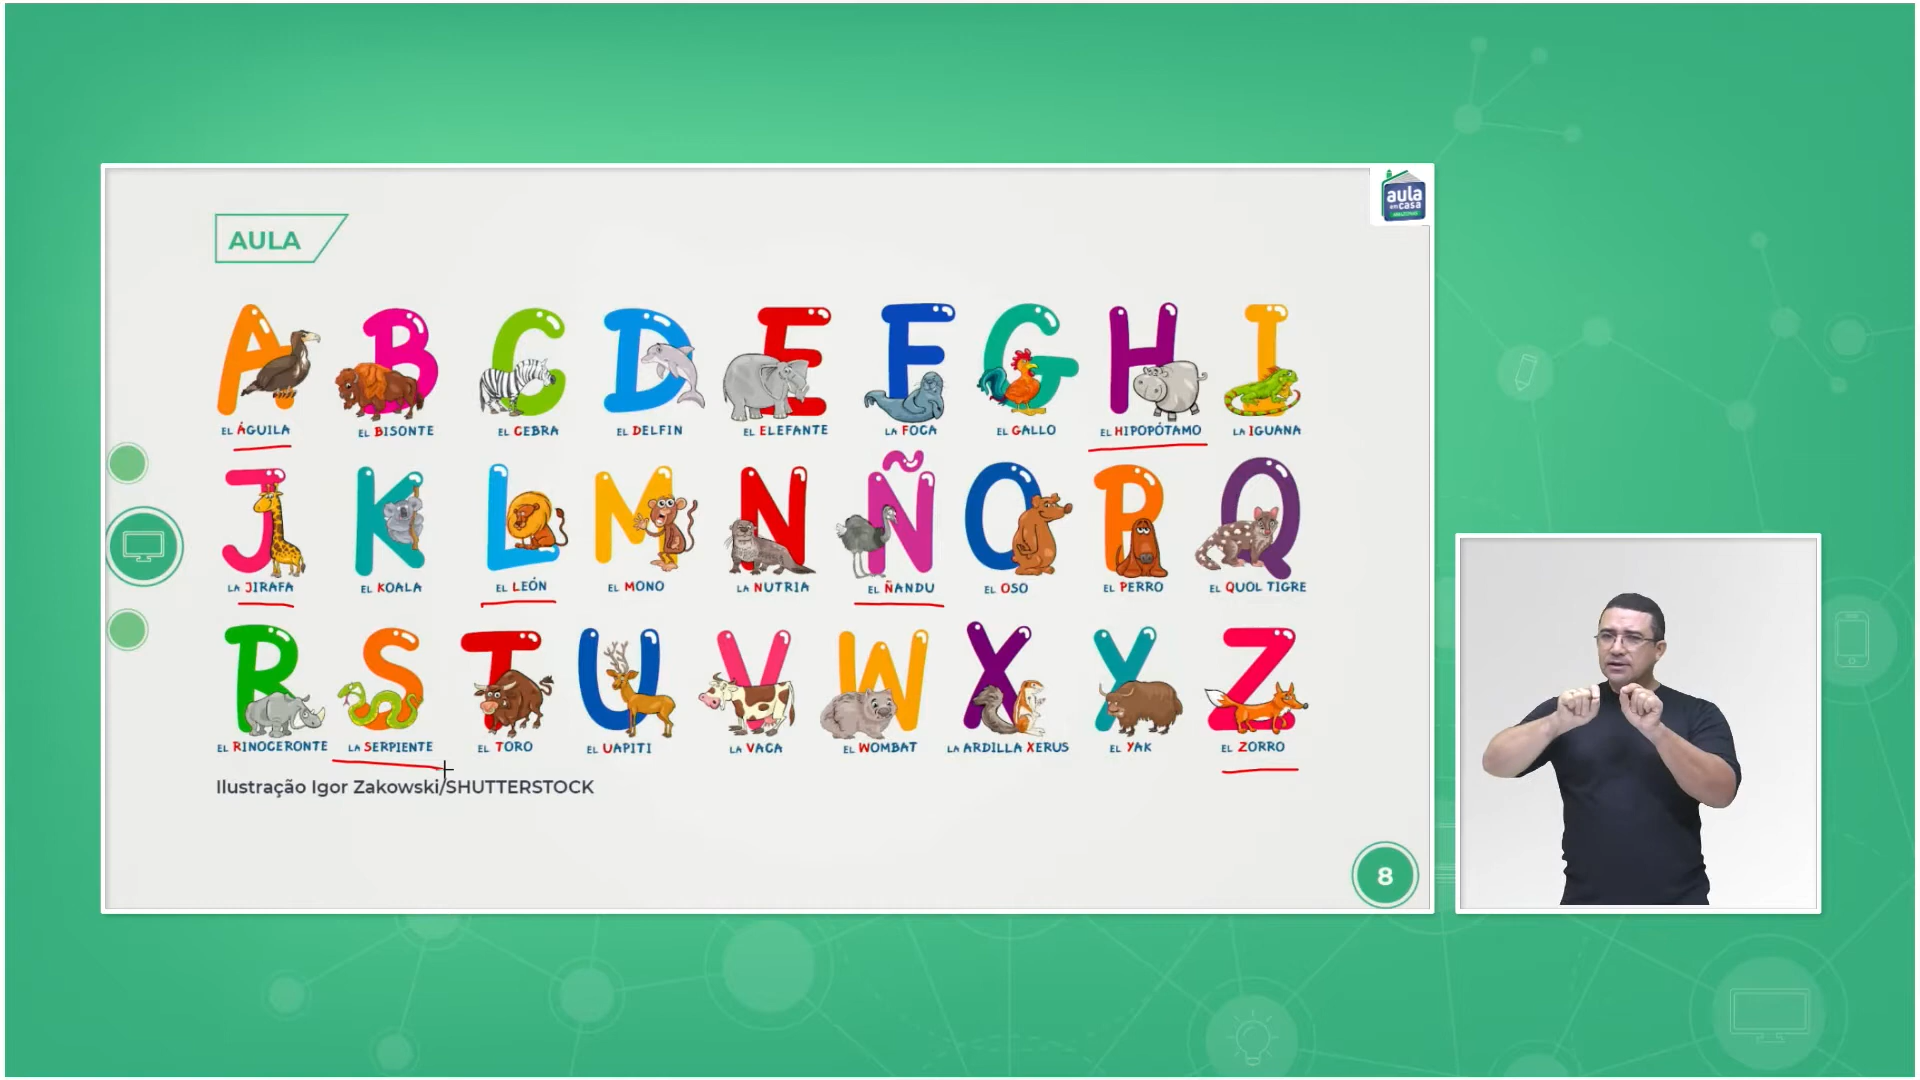 aula
em casa
AULA
A B C D E F G H I
EL ÁGUILA EL BISONTE EL CEBRA EL DELFIN EL ELEFANTE LA FOCA EL GALLO EL HIPOPÓTAMO LA IGUANA
J K L M N Ñ O P Q
LA JIRAFA EL KOALA EL LEÓN EL MONO LA NUTRIA EL ÑANDU EL OSO EL PERRO EL QUOL TIGRE
R S T U V W X Y Z
EL RINOCERONTE LA SERPIENTE EL TORO EL UAPITI LA VACA EL WOMBAT LA ARDILLA XERUS EL YAK EL ZORRO
Ilustração Igor Zakowski/SHUTTERSTOCK
8